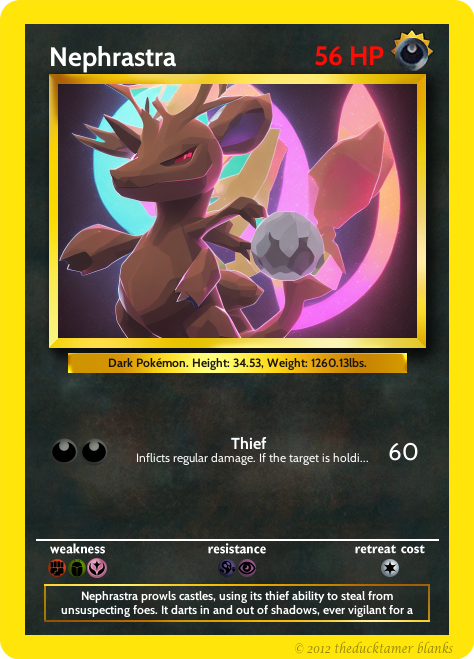 Nephrastra
56 HP
Dark Pokémon. Height: 34.53, Weight: 1260.13lbs.
Thief
Inflicts regular damage. If the target is holdi...
60
weakness
resistance
retreat cost
Nephrastra prowls castles, using its thief ability to steal from
unsuspecting foes. It darts in and out of shadows, ever vigilant for a
© 2012 theducktamer blanks